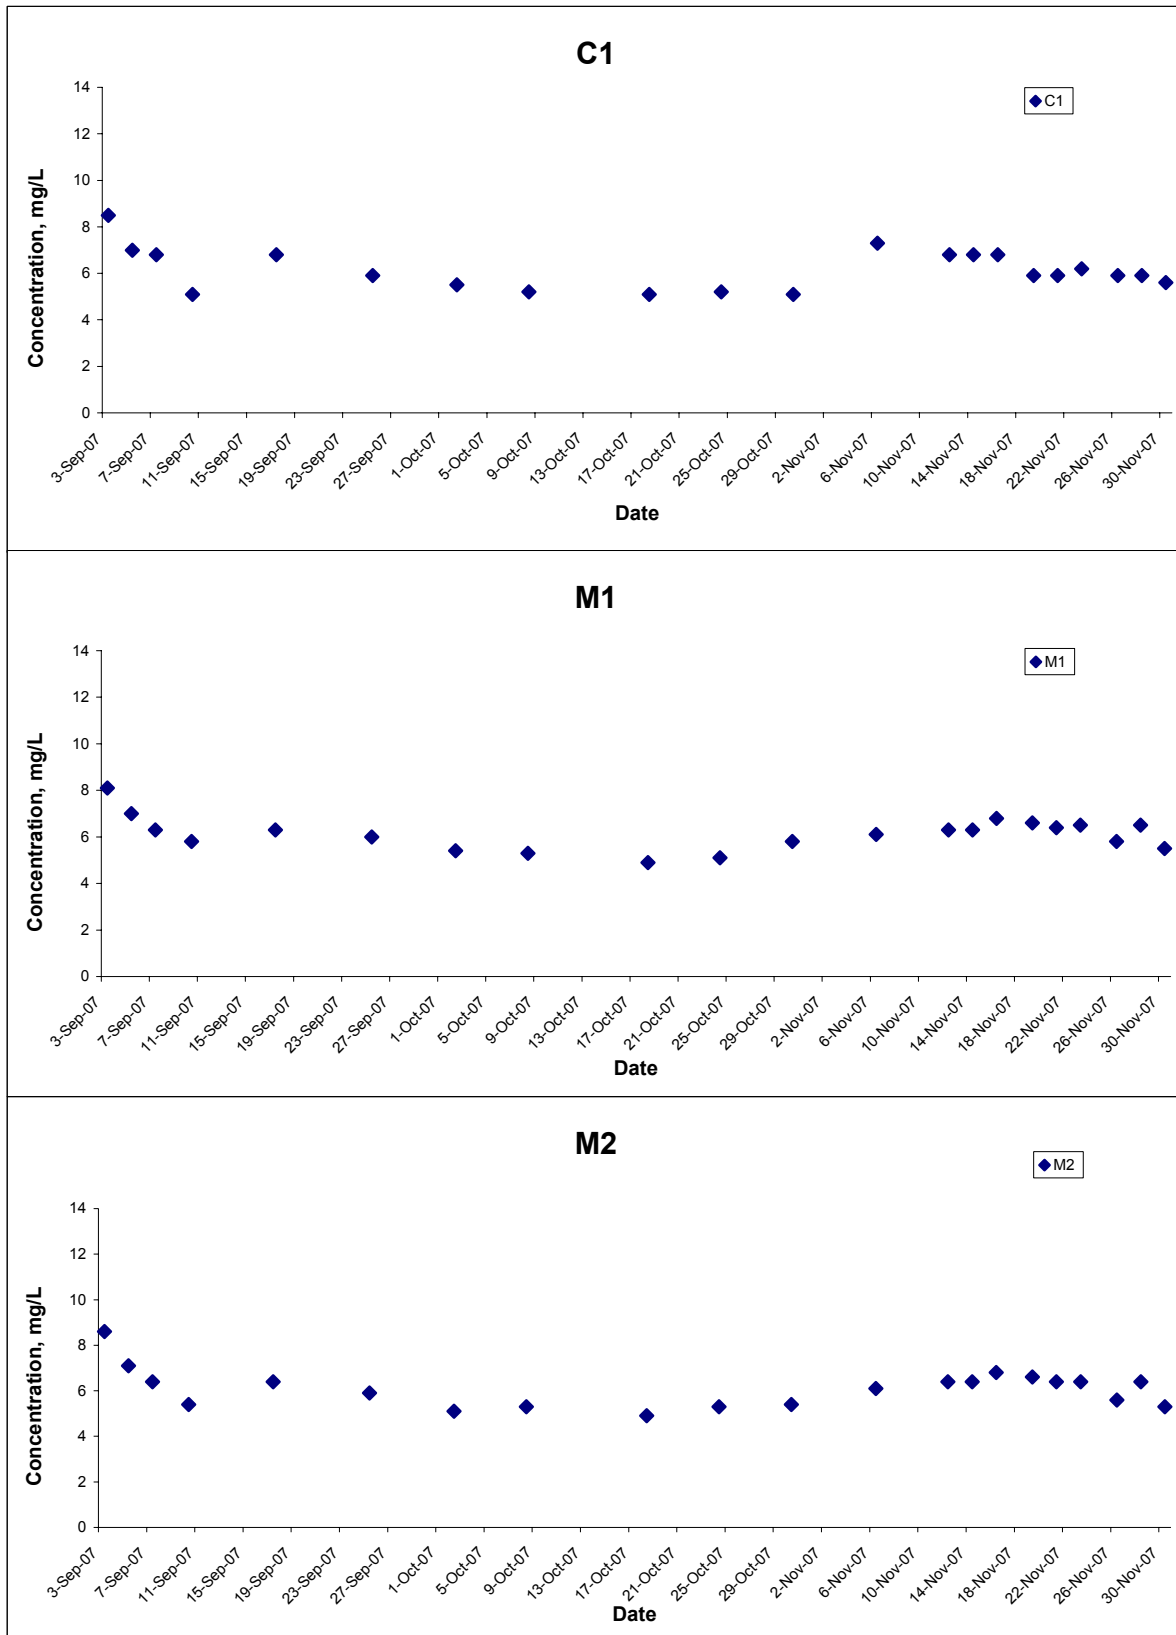 C1
C1
14
12
10
8
6
4
2
0
Concentration, mg/L
3-Sep-07
7-Sep-07
11-Sep-07
15-Sep-07
19-Sep-07
23-Sep-07
27-Sep-07
1-Oct-07
5-Oct-07
9-Oct-07
13-Oct-07
17-Oct-07
21-Oct-07
25-Oct-07
29-Oct-07
2-Nov-07
6-Nov-07
10-Nov-07
14-Nov-07
18-Nov-07
22-Nov-07
26-Nov-07
30-Nov-07
Date
M1
M1
14
12
10
8
6
4
2
0
Concentration, mg/L
3-Sep-07
7-Sep-07
11-Sep-07
15-Sep-07
19-Sep-07
23-Sep-07
27-Sep-07
1-Oct-07
5-Oct-07
9-Oct-07
13-Oct-07
17-Oct-07
21-Oct-07
25-Oct-07
29-Oct-07
2-Nov-07
6-Nov-07
10-Nov-07
14-Nov-07
18-Nov-07
22-Nov-07
26-Nov-07
30-Nov-07
Date
M2
M2
14
12
10
8
6
4
2
0
Concentration, mg/L
3-Sep-07
7-Sep-07
11-Sep-07
15-Sep-07
19-Sep-07
23-Sep-07
27-Sep-07
1-Oct-07
5-Oct-07
9-Oct-07
13-Oct-07
17-Oct-07
21-Oct-07
25-Oct-07
29-Oct-07
2-Nov-07
6-Nov-07
10-Nov-07
14-Nov-07
18-Nov-07
22-Nov-07
26-Nov-07
30-Nov-07
Date